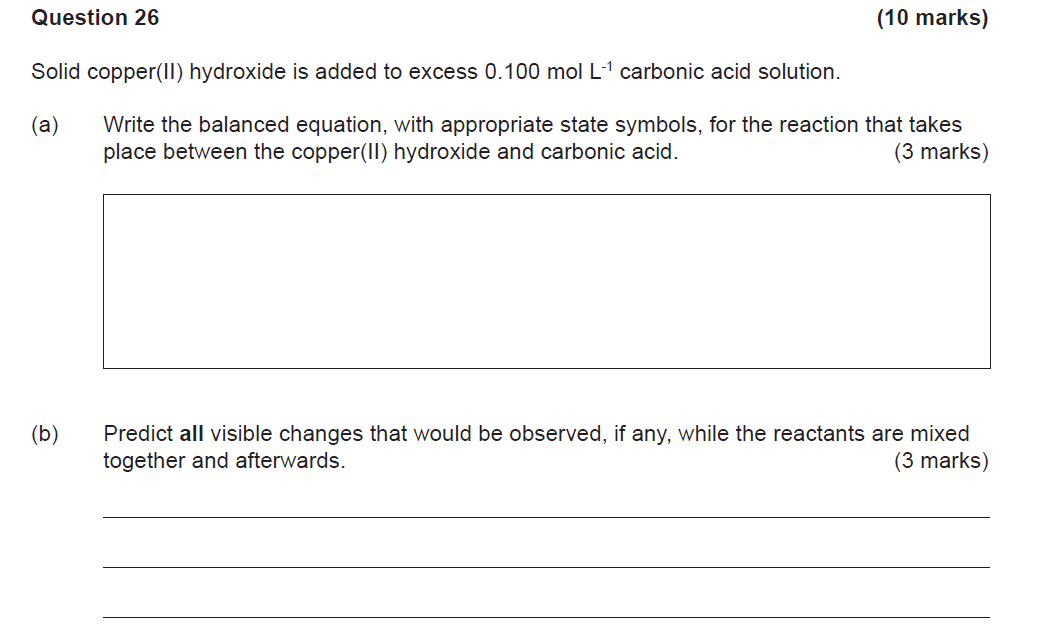 Question 26 (10 marks)
Solid copper(II) hydroxide is added to excess 0.100 mol L⁻¹ carbonic acid solution.
(a) Write the balanced equation, with appropriate state symbols, for the reaction that takes
place between the copper(II) hydroxide and carbonic acid. (3 marks)
(b) Predict all visible changes that would be observed, if any, while the reactants are mixed
together and afterwards. (3 marks)